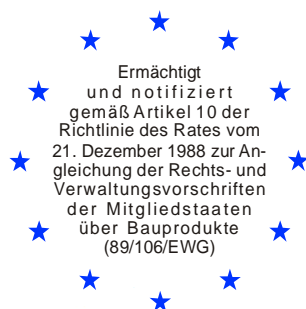 Ermächtigt
und notifiziert
gemäß Artikel 10 der
Richtlinie des Rates vom
21. Dezember 1988 zur An-
gleichung der Rechts- und
Verwaltungsvorschriften
der Mitgliedstaaten
über Bauprodukte
(89/106/EWG)